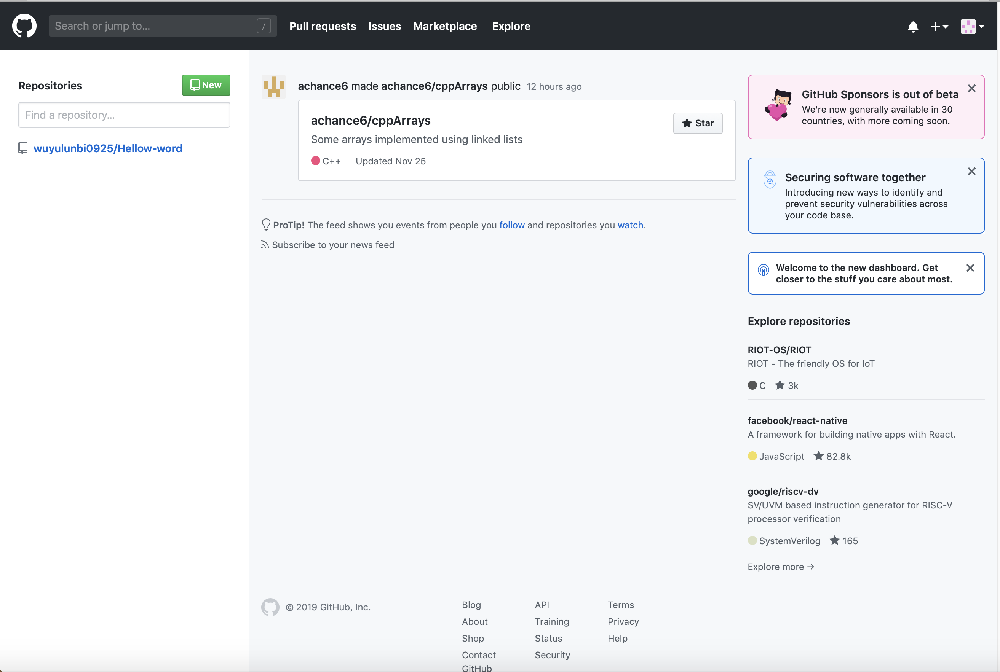 Search or jump to... /
Pull requests Issues Marketplace Explore
Repositories
New
Find a repository...
wuyulunbi0925/Hellow-word
achance6 made achance6/cppArrays public 12 hours ago
achance6/cppArrays
Star
Some arrays implemented using linked lists
C++ Updated Nov 25
ProTip! The feed shows you events from people you follow and repositories you watch.
Subscribe to your news feed
GitHub Sponsors is out of beta
We're now generally available in 30
countries, with more coming soon.
Securing software together
Introducing new ways to identify and
prevent security vulnerabilities across
your code base.
Welcome to the new dashboard. Get
closer to the stuff you care about most.
Explore repositories
RIOT-OS/RIOT
RIOT - The friendly OS for IoT
C 3k
facebook/react-native
A framework for building native apps with React.
JavaScript 82.8k
google/riscv-dv
SV/UVM based instruction generator for RISC-V
processor verification
SystemVerilog 165
Explore more →
© 2019 GitHub, Inc.
Blog
About
Shop
Contact
GitHub
API
Training
Status
Security
Terms
Privacy
Help